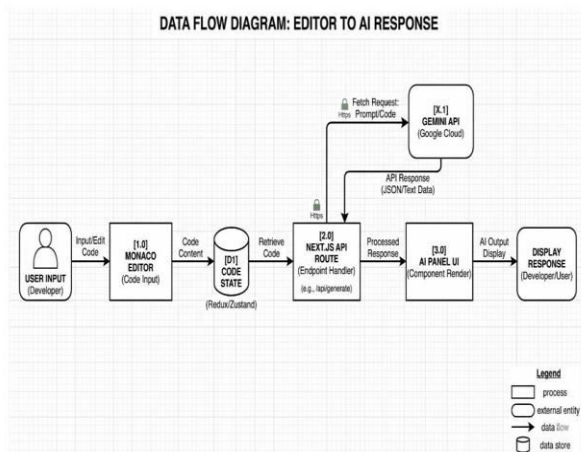 DATA FLOW DIAGRAM: EDITOR TO AI RESPONSE
Fetch Request:
Prompt/Code
Https
[X.1]
GEMINI API
(Google Cloud)
API Response
(JSON/Text Data)
Https
USER INPUT
(Developer)
Input/Edit
Code
[1.0]
MONACO
EDITOR
(Code Input)
Code
Content
[D1]
CODE
STATE
(Redux/Zustand)
Retrieve
Code
[2.0]
NEXT.JS API
ROUTE
(Endpoint Handler)
(e.g., /api/generate)
Processed
Response
[3.0]
AI PANEL UI
(Component Render)
AI Output
Display
DISPLAY
RESPONSE
(Developer/User)
Legend
process
external entity
data flow
data store